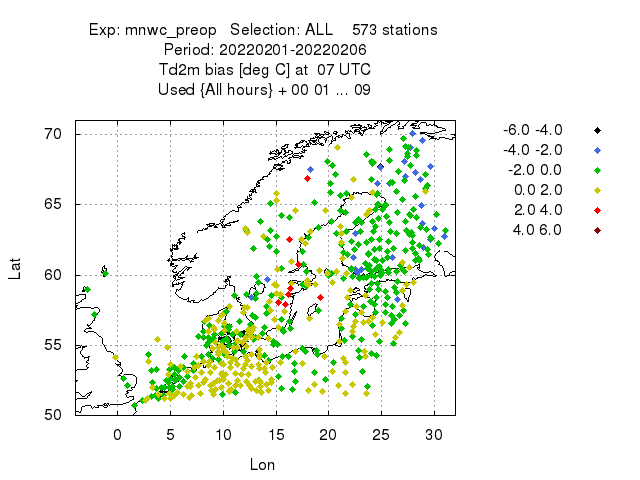 Exp: mnwc_preop   Selection: ALL    573 stations
Period: 20220201-20220206
Td2m bias [deg C] at  07 UTC
Used {All hours} + 00 01 ... 09
-6.0 -4.0
-4.0 -2.0
-2.0 0.0
0.0 2.0
2.0 4.0
4.0 6.0
70
65
60
55
50
Lat
0 5 10 15 20 25 30
Lon